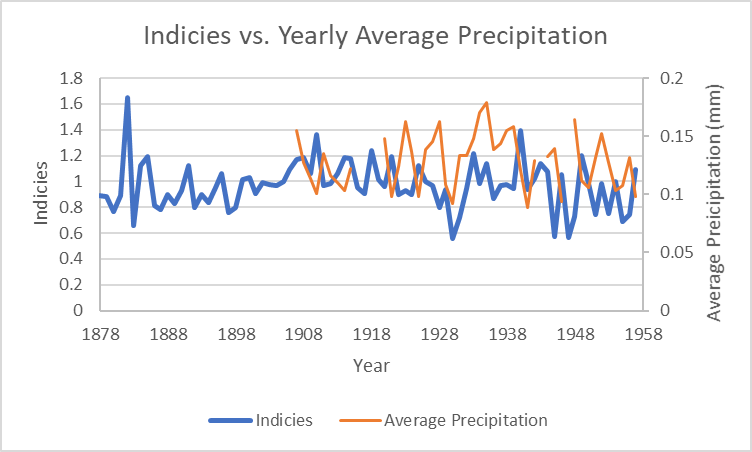 Indicies vs. Yearly Average Precipitation
1.8
1.6
1.4
1.2
1
0.8
0.6
0.4
0.2
0
Indicies
0.2
0.15
0.1
0.05
0
Average Precipitation (mm)
1878 1888 1898 1908 1918 1928 1938 1948 1958
Year
Indicies Average Precipitation